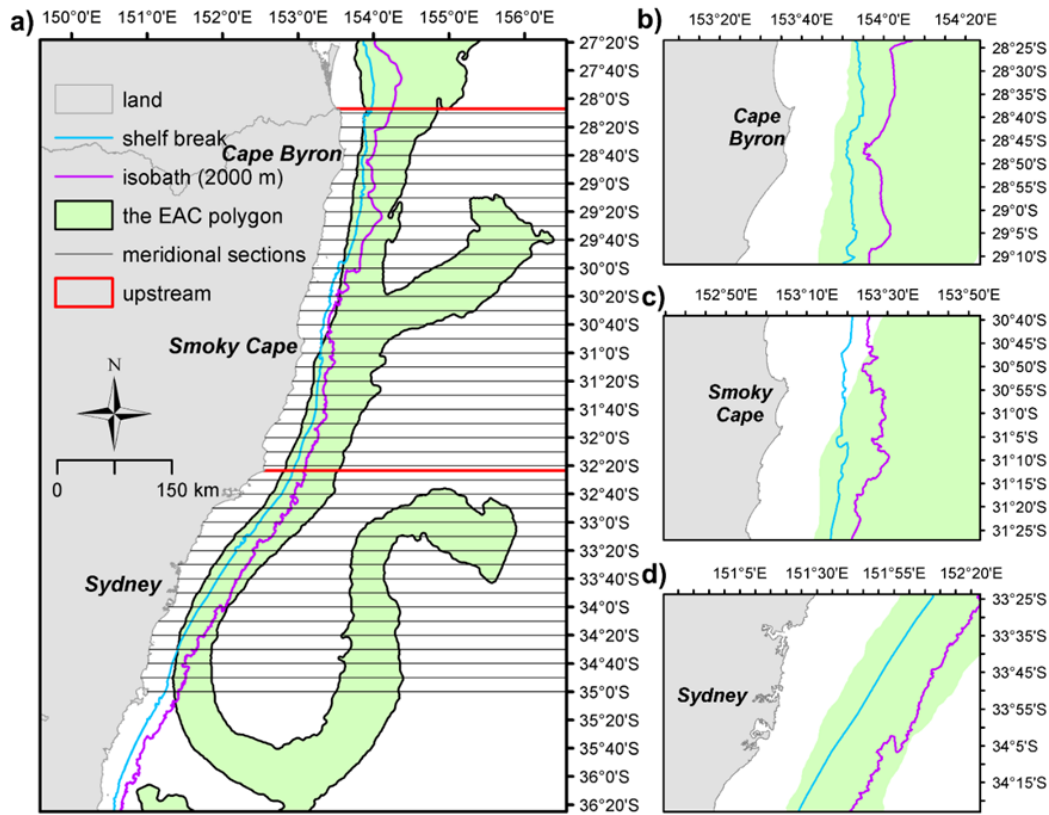 a)
150°0'E 151°0'E 152°0'E 153°0'E 154°0'E 155°0'E 156°0'E
27°20'S
27°40'S
28°0'S
28°20'S
28°40'S
29°0'S
29°20'S
29°40'S
30°0'S
30°20'S
30°40'S
31°0'S
31°20'S
31°40'S
32°0'S
32°20'S
32°40'S
33°0'S
33°20'S
33°40'S
34°0'S
34°20'S
34°40'S
35°0'S
35°20'S
35°40'S
36°0'S
36°20'S
land
shelf break
isobath (2000 m)
the EAC polygon
meridional sections
upstream
Cape Byron
Smoky Cape
Sydney
N
0 150 km
b)
153°20'E 153°40'E 154°0'E 154°20'E
28°25'S
28°30'S
28°35'S
28°40'S
28°45'S
28°50'S
28°55'S
29°0'S
29°5'S
29°10'S
Cape
Byron
c)
152°50'E 153°10'E 153°30'E 153°50'E
30°40'S
30°45'S
30°50'S
30°55'S
31°0'S
31°5'S
31°10'S
31°15'S
31°20'S
31°25'S
Smoky
Cape
d)
151°5'E 151°30'E 151°55'E 152°20'E
33°25'S
33°35'S
33°45'S
33°55'S
34°5'S
34°15'S
Sydney